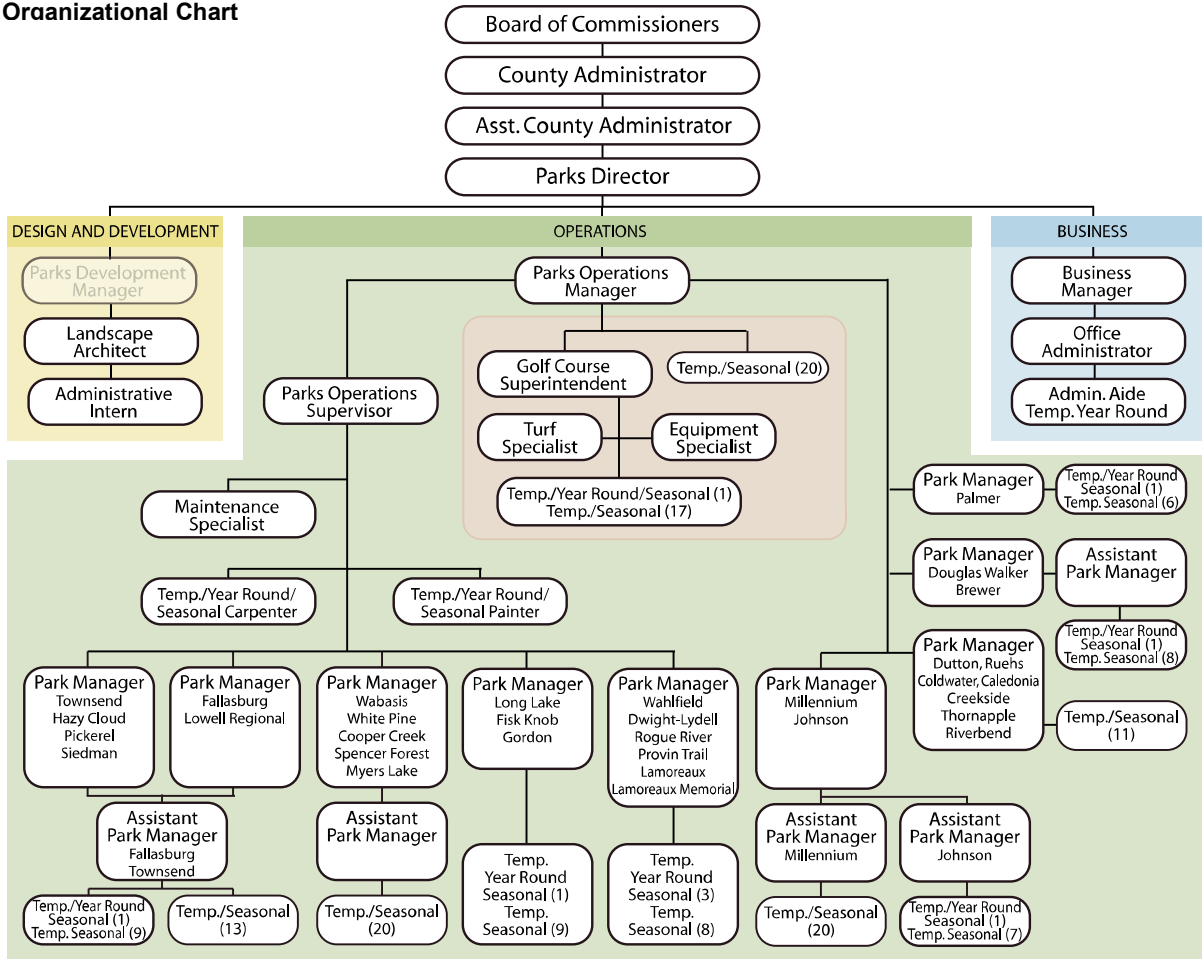 Organizational Chart
Board of Commissioners
County Administrator
Asst. County Administrator
Parks Director
DESIGN AND DEVELOPMENT
Parks Development
Manager
Landscape
Architect
Administrative
Intern
OPERATIONS
Parks Operations
Manager
Golf Course
Superintendent
Temp./Seasonal (20)
Turf
Specialist
Equipment
Specialist
Temp./Year Round/Seasonal (1)
Temp./Seasonal (17)
Parks Operations
Supervisor
Maintenance
Specialist
Temp./Year Round/
Seasonal Carpenter
Temp./Year Round/
Seasonal Painter
Park Manager
Townsend
Hazy Cloud
Pickerel
Siedman
Park Manager
Fallasburg
Lowell Regional
Assistant
Park Manager
Fallasburg
Townsend
Temp./Year Round
Seasonal (1)
Temp. Seasonal (9)
Temp./Seasonal
(13)
Park Manager
Wabasis
White Pine
Cooper Creek
Spencer Forest
Myers Lake
Assistant
Park Manager
Temp./Seasonal
(20)
Park Manager
Long Lake
Fisk Knob
Gordon
Temp.
Year Round
Seasonal (1)
Temp.
Seasonal (9)
Park Manager
Wahlfield
Dwight-Lydell
Rogue River
Provin Trail
Lamoreaux
Lamoreaux Memorial
Temp.
Year Round
Seasonal (3)
Temp.
Seasonal (8)
Park Manager
Millennium
Johnson
Assistant
Park Manager
Millennium
Temp./Seasonal
(20)
Assistant
Park Manager
Johnson
Temp./Year Round
Seasonal (1)
Temp. Seasonal (7)
Park Manager
Palmer
Temp./Year Round
Seasonal (1)
Temp. Seasonal (6)
Park Manager
Douglas Walker
Brewer
Assistant
Park Manager
Temp./Year Round
Seasonal (1)
Temp. Seasonal (8)
Park Manager
Dutton, Ruehs
Coldwater, Caledonia
Creekside
Thornapple
Riverbend
Temp./Seasonal
(11)
BUSINESS
Business
Manager
Office
Administrator
Admin. Aide
Temp. Year Round